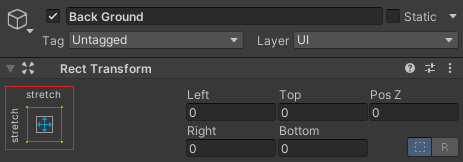 Back Ground Static
Tag Untagged Layer UI
Rect Transform
stretch Left Top Pos Z
stretch 0 0 0
Right Bottom
0 0 R